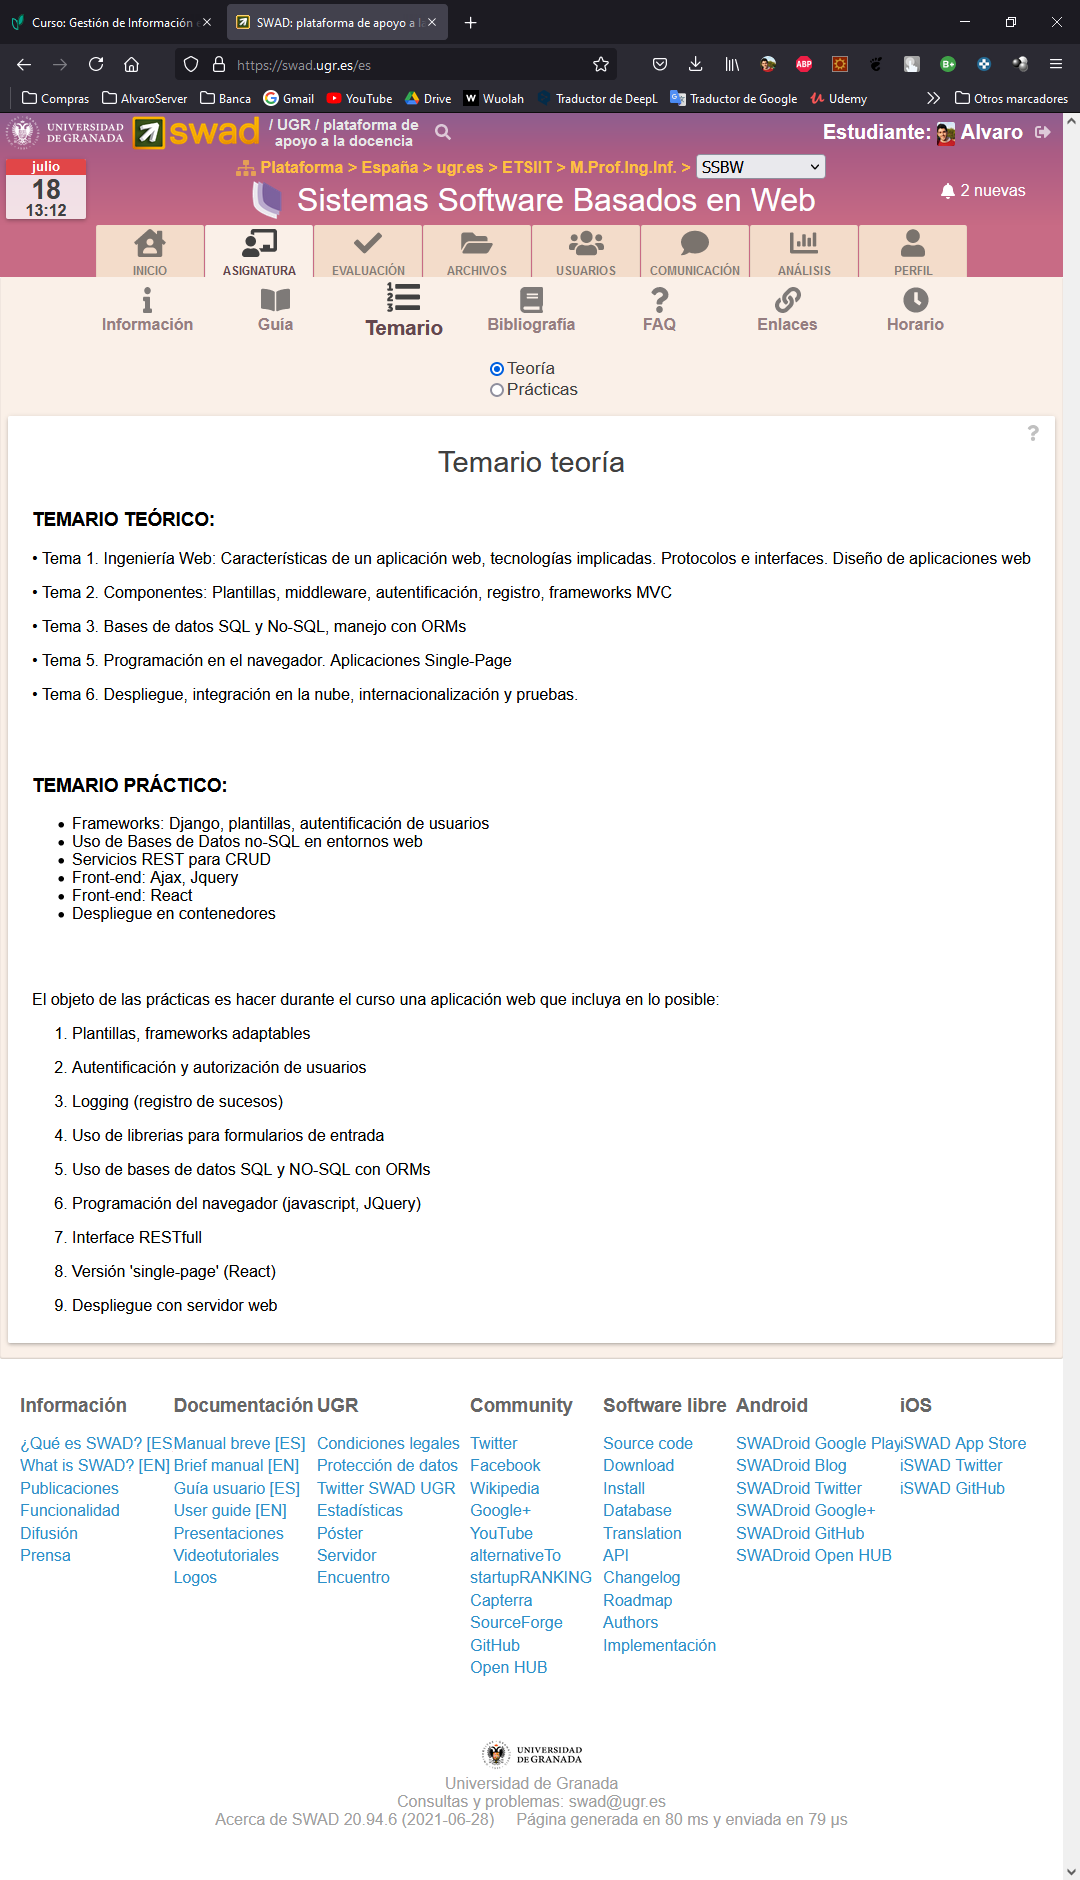 Curso: Gestión de Información
SWAD: plataforma de apoyo a l
https://swad.ugr.es/es
ABP
B+
Compras AlvaroServer Banca Gmail YouTube Drive W Wuolah Traductor de DeepL Traductor de Google Udemy Otros marcadores
UNIVERSIDAD
DE GRANADA
swad
/ UGR / plataforma de
apoyo a la docencia
Estudiante: Alvaro
julio
18
13:12
Plataforma > España > ugr.es > ETSIIT > M.Prof.Ing.Inf. > SSBW
Sistemas Software Basados en Web
2 nuevas
INICIO ASIGNATURA EVALUACIÓN ARCHIVOS USUARIOS COMUNICACIÓN ANÁLISIS PERFIL
Información Guía Temario Bibliografía FAQ Enlaces Horario
Teoría
Prácticas
?
Temario teoría
TEMARIO TEÓRICO:
• Tema 1. Ingeniería Web: Características de un aplicación web, tecnologías implicadas. Protocolos e interfaces. Diseño de aplicaciones web
• Tema 2. Componentes: Plantillas, middleware, autentificación, registro, frameworks MVC
• Tema 3. Bases de datos SQL y No-SQL, manejo con ORMs
• Tema 5. Programación en el navegador. Aplicaciones Single-Page
• Tema 6. Despliegue, integración en la nube, internacionalización y pruebas.
TEMARIO PRÁCTICO:
• Frameworks: Django, plantillas, autentificación de usuarios
• Uso de Bases de Datos no-SQL en entornos web
• Servicios REST para CRUD
• Front-end: Ajax, Jquery
• Front-end: React
• Despliegue en contenedores
El objeto de las prácticas es hacer durante el curso una aplicación web que incluya en lo posible:
1. Plantillas, frameworks adaptables
2. Autentificación y autorización de usuarios
3. Logging (registro de sucesos)
4. Uso de librerias para formularios de entrada
5. Uso de bases de datos SQL y NO-SQL con ORMs
6. Programación del navegador (javascript, JQuery)
7. Interface RESTfull
8. Versión 'single-page' (React)
9. Despliegue con servidor web
Información
¿Qué es SWAD? [ES
What is SWAD? [EN]
Publicaciones
Funcionalidad
Difusión
Prensa
Documentación
Manual breve [ES]
Brief manual [EN]
Guía usuario [ES]
User guide [EN]
Presentaciones
Videotutoriales
Logos
UGR
Condiciones legales
Protección de datos
Twitter SWAD UGR
Estadísticas
Póster
Servidor
Encuentro
Community
Twitter
Facebook
Wikipedia
Google+
YouTube
alternativeTo
startupRANKING
Capterra
SourceForge
GitHub
Open HUB
Software libre
Source code
Download
Install
Database
Translation
API
Changelog
Roadmap
Authors
Implementación
Android
SWADroid Google Play
SWADroid Blog
SWADroid Twitter
SWADroid Google+
SWADroid GitHub
SWADroid Open HUB
iOS
iSWAD App Store
iSWAD Twitter
iSWAD GitHub
UNIVERSIDAD
DE GRANADA
Universidad de Granada
Consultas y problemas: swad@ugr.es
Acerca de SWAD 20.94.6 (2021-06-28) Página generada en 80 ms y enviada en 79 µs